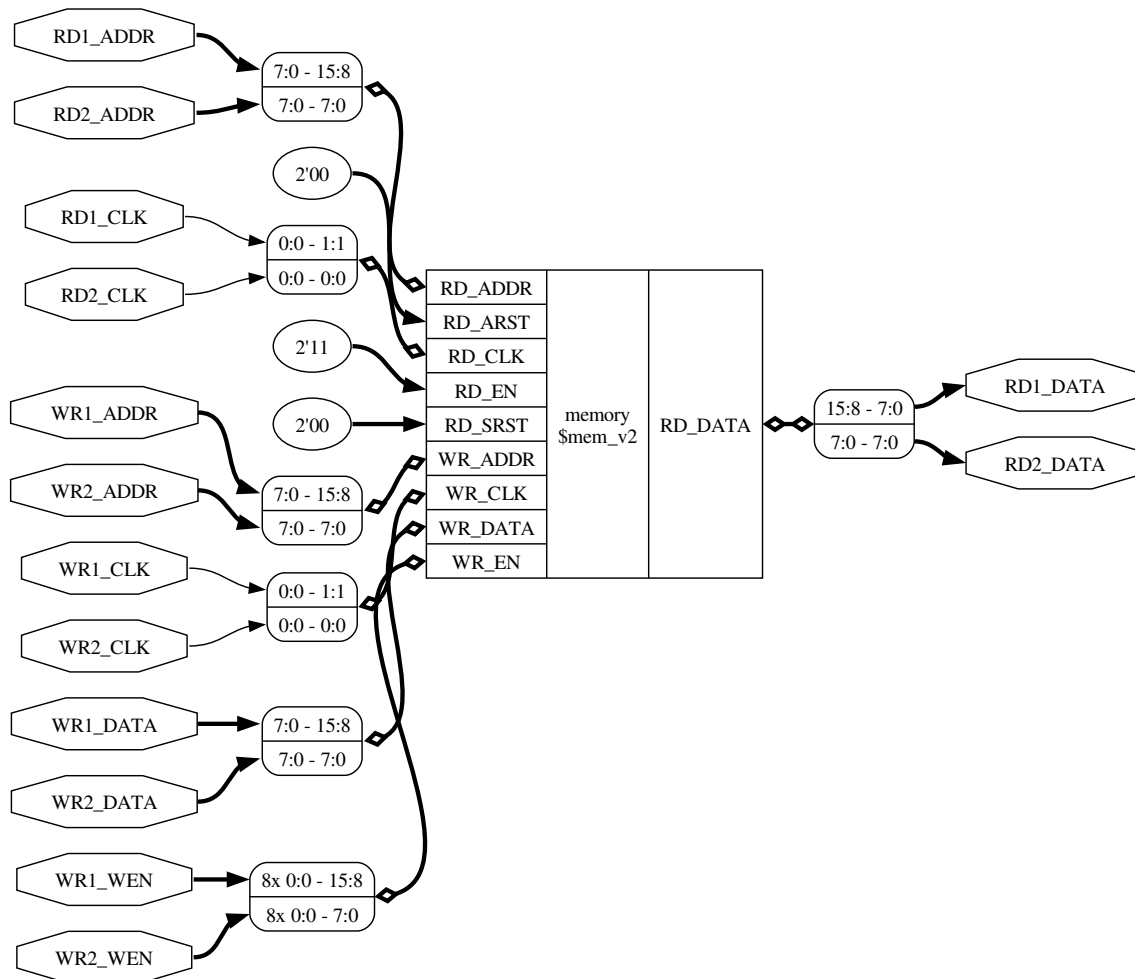 RD1_ADDR
7:0 - 15:8
RD2_ADDR
7:0 - 7:0
2'00
RD1_CLK
0:0 - 1:1
RD2_CLK
0:0 - 0:0
2'11
2'00
WR1_ADDR
WR2_ADDR
7:0 - 15:8
7:0 - 7:0
WR1_CLK
0:0 - 1:1
WR2_CLK
0:0 - 0:0
WR1_DATA
7:0 - 15:8
WR2_DATA
7:0 - 7:0
WR1_WEN
8x 0:0 - 15:8
WR2_WEN
8x 0:0 - 7:0
RD_ADDR
RD_ARST
RD_CLK
RD_EN
RD_SRST
WR_ADDR
WR_CLK
WR_DATA
WR_EN
memory
$mem_v2
RD_DATA
15:8 - 7:0
7:0 - 7:0
RD1_DATA
RD2_DATA